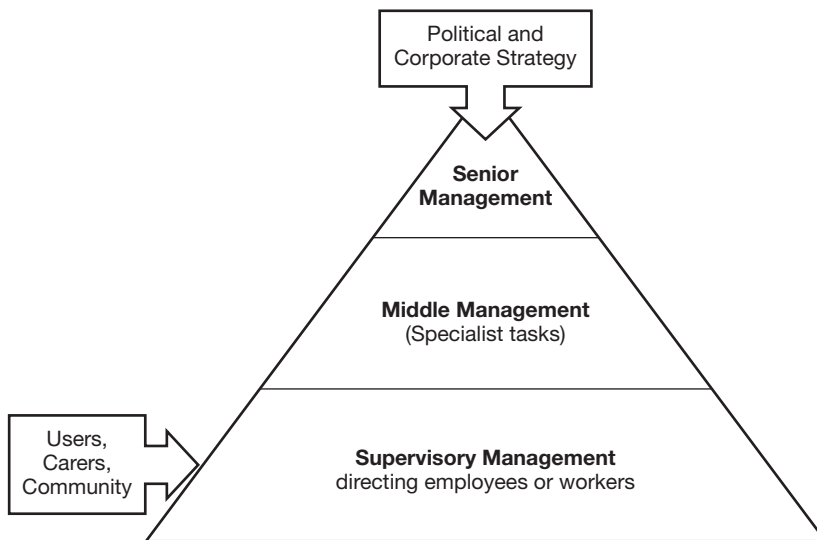 Political and
Corporate Strategy
Senior
Management
Middle Management
(Specialist tasks)
Users,
Carers,
Community
Supervisory Management
directing employees or workers